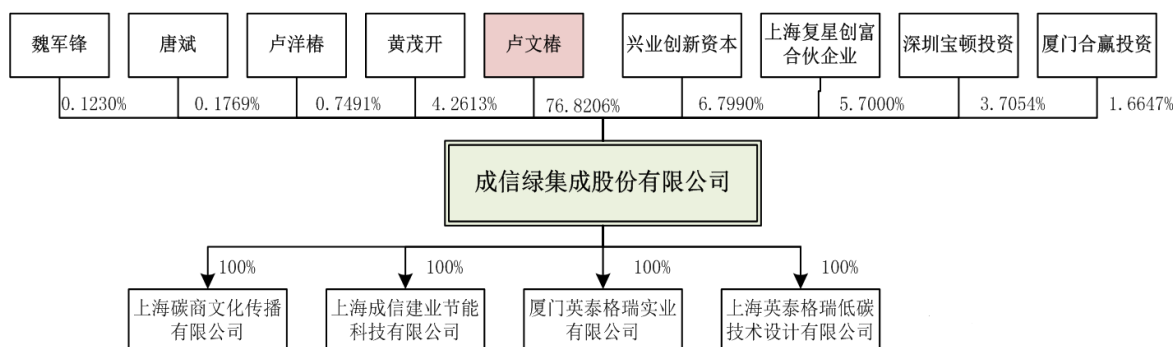 魏军锋
唐斌
卢洋椿
黄茂开
卢文椿
兴业创新资本
上海复星创富
合伙企业
深圳宝顿投资
厦门合赢投资
0.1230%
0.1769%
0.7491%
4.2613%
76.8206%
6.7990%
5.7000%
3.7054%
1.6647%
成信绿集成股份有限公司
100%
100%
100%
100%
上海碳商文化传播
有限公司
上海成信建业节能
科技有限公司
厦门英泰格瑞实业
有限公司
上海英泰格瑞低碳
技术设计有限公司